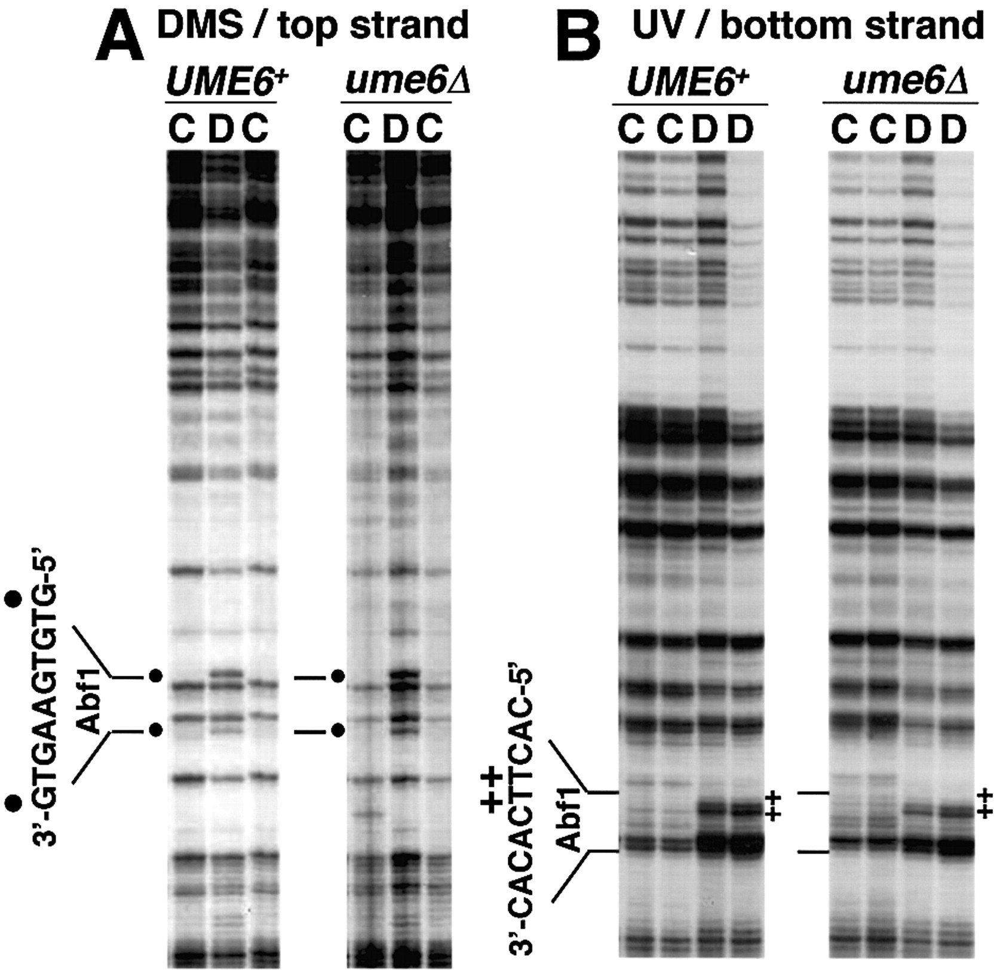 A DMS / top strand
UME6+ ume6Δ
C D C C D C
3'-GTGAAGTGTG-5'
Abf1
B UV / bottom strand
UME6+ ume6Δ
C C D D C C D D
++
3'-CACACTTCAC-5'
Abf1
++
++